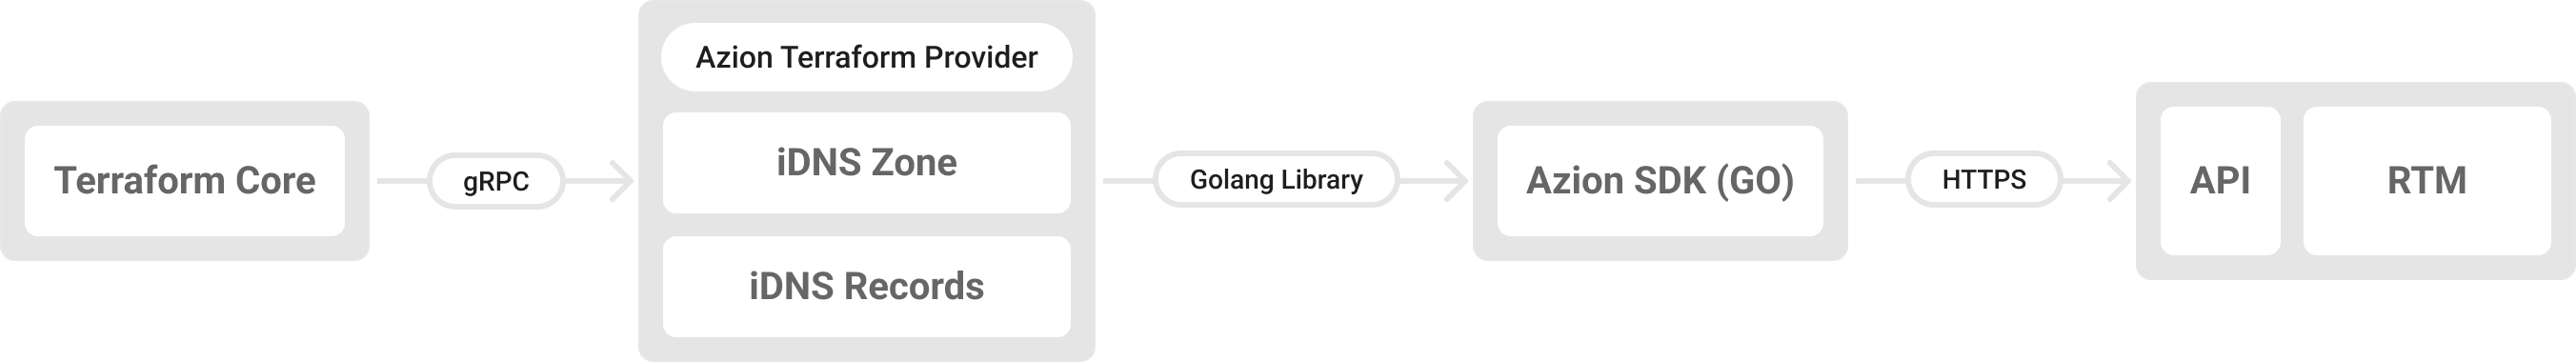 Terraform Core
gRPC
Azion Terraform Provider
iDNS Zone
iDNS Records
Golang Library
Azion SDK (GO)
HTTPS
API
RTM